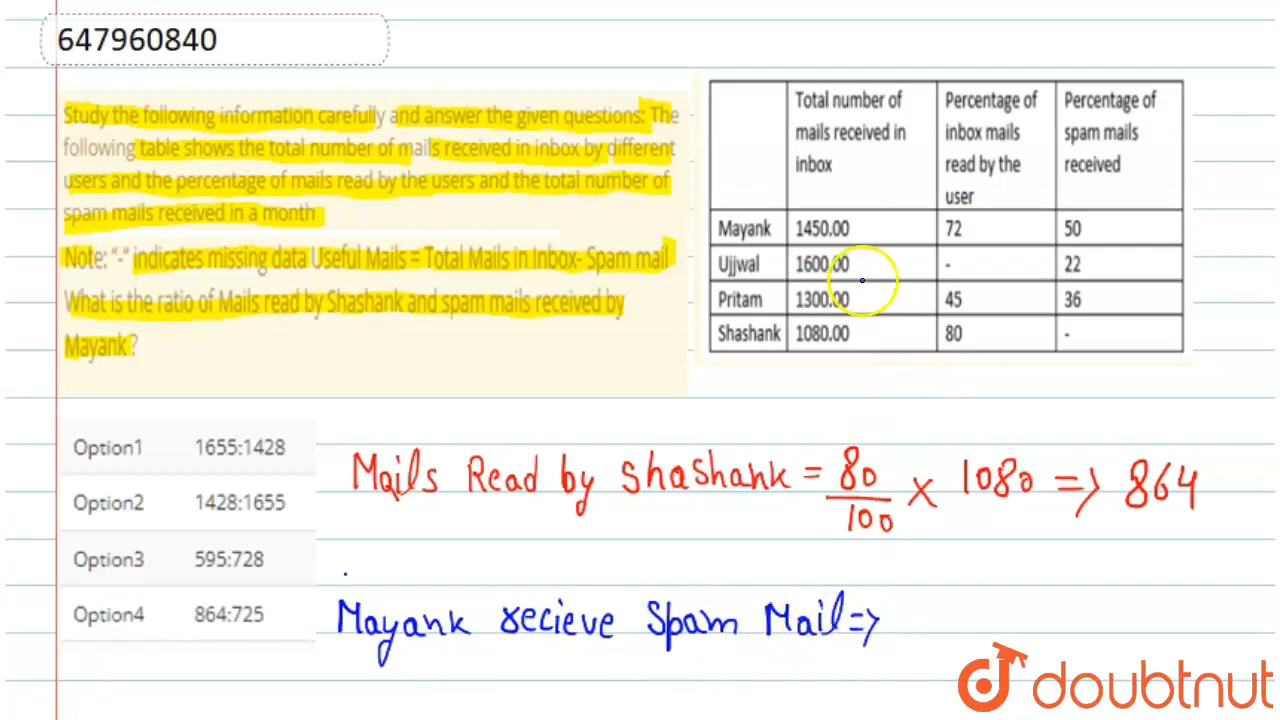 647960840
Study the following information carefully and answer the given questions: The
following table shows the total number of mails received in inbox by different
users and the percentage of mails read by the users and the total number of
spam mails received in a month
Note: "-" indicates missing data Useful Mails = Total Mails in Inbox- Spam mail
What is the ratio of Mails read by Shashank and spam mails received by
Mayank ?
Total number of mails received in inbox Percentage of inbox mails read by the user Percentage of spam mails received
Mayank 1450.00 72 50
Ujjwal 1600.00 - 22
Pritam 1300.00 45 36
Shashank 1080.00 80 -
Option1 1655:1428
Option2 1428:1655
Option3 595:728
Option4 864:725
Mails Read by Shashank = 80/100 × 1080 => 864
Mayank recieve Spam Mail =>
doubtnut